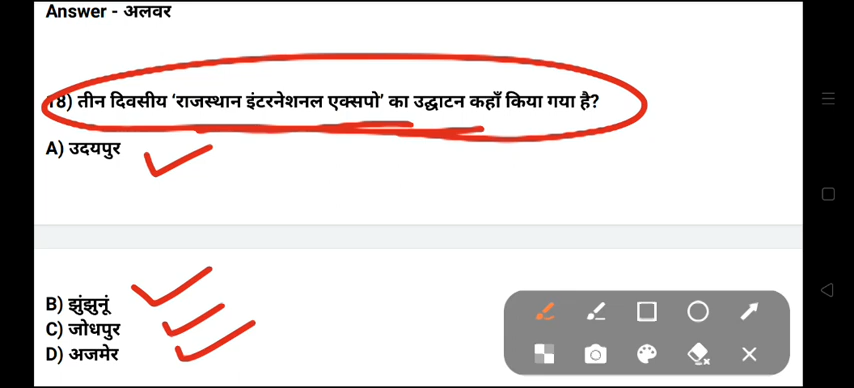 Answer - अलवर
18) तीन दिवसीय ‘राजस्थान इंटरनेशनल एक्सपो’ का उद्घाटन कहाँ किया गया है?
A) उदयपुर
B) झुंझुनूं
C) जोधपुर
D) अजमेर